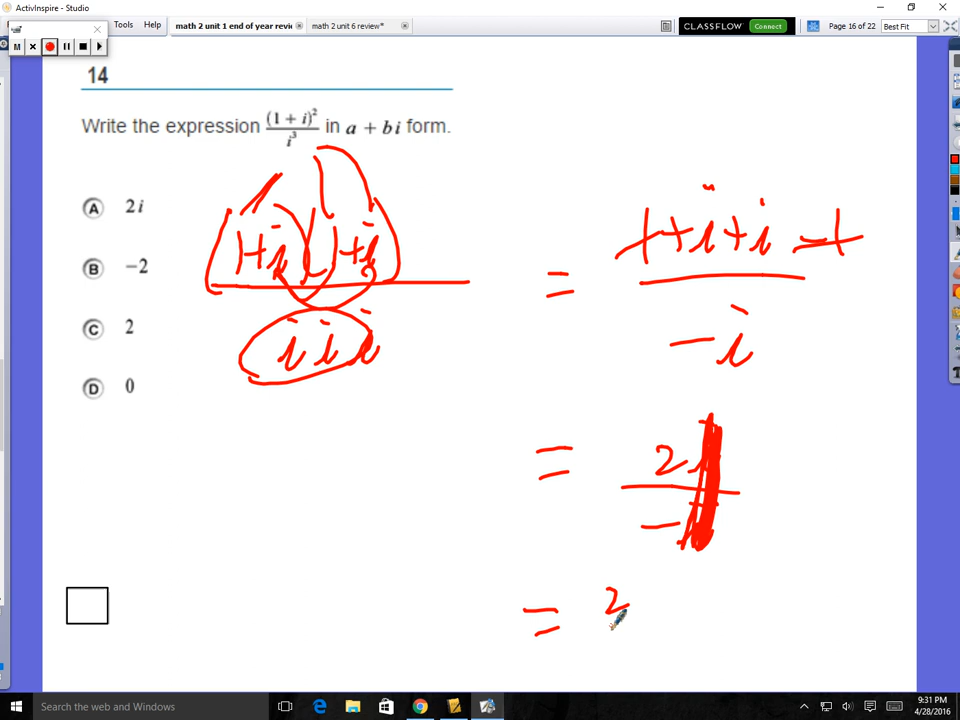 ActivInspire - Studio
Tools Help math 2 unit 1 end of year revie math 2 unit 6 review* CLASSFLOW Connect Page 16 of 22 Best Fit
M
14
Write the expression (1 + i)² / i³ in a + bi form.
A 2i
B −2
C 2
D 0
(1+i)(1+i) / i i i = 1+i+i−1 / −i
= 2i / −i
= 2
Search the web and Windows
9:31 PM
4/28/2016